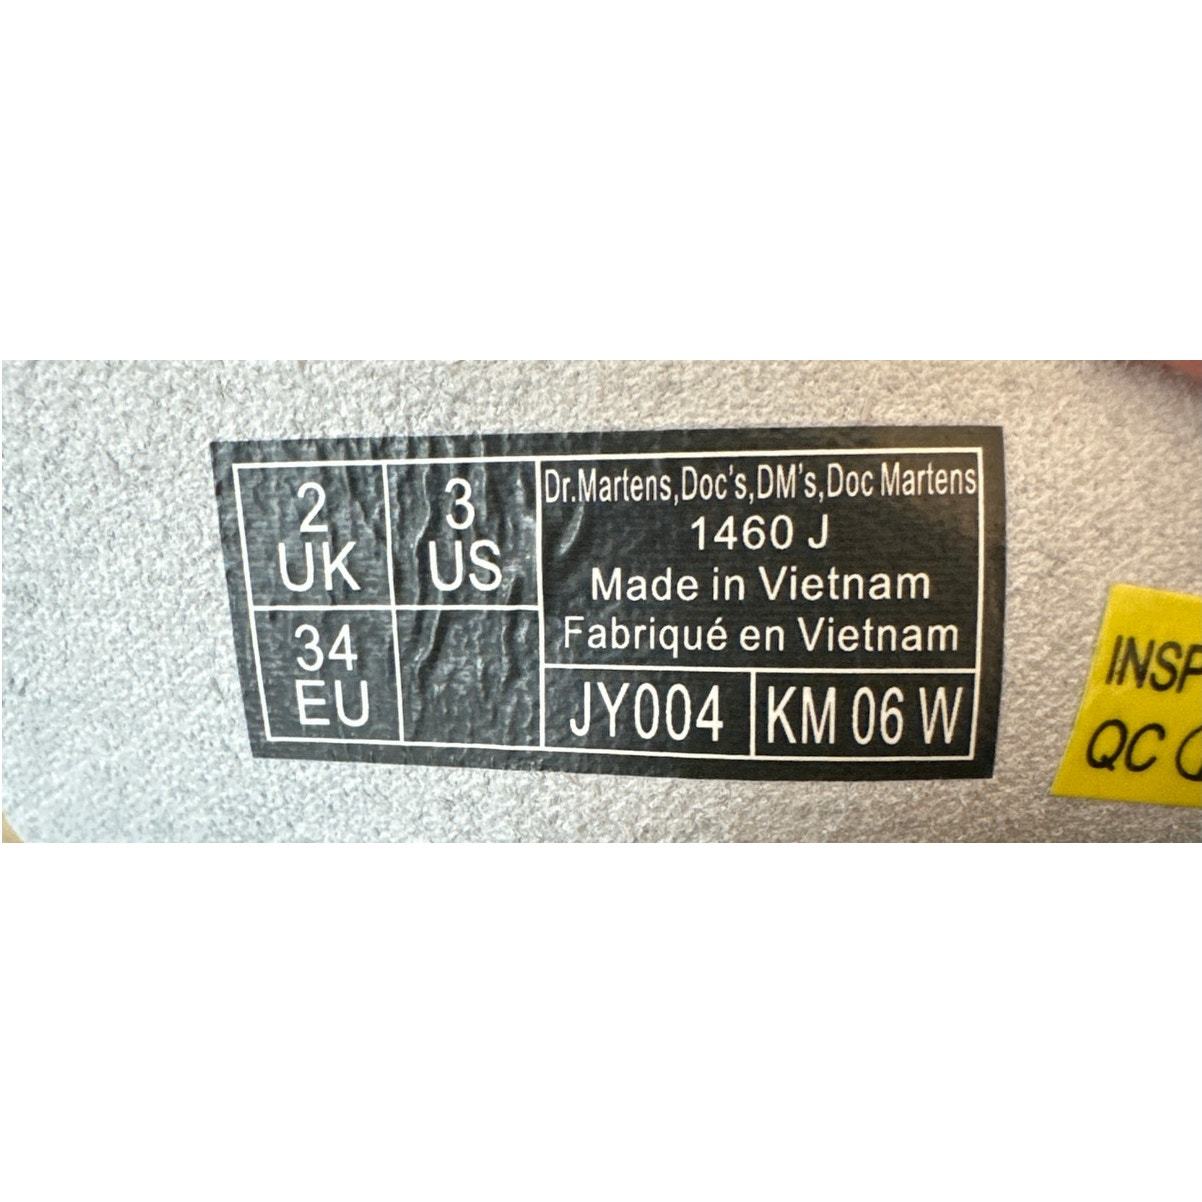 2
UK
3
US
34
EU
Dr.Martens,Doc's,DM's,Doc Martens
1460 J
Made in Vietnam
Fabriqué en Vietnam
JY004
KM 06 W
QC